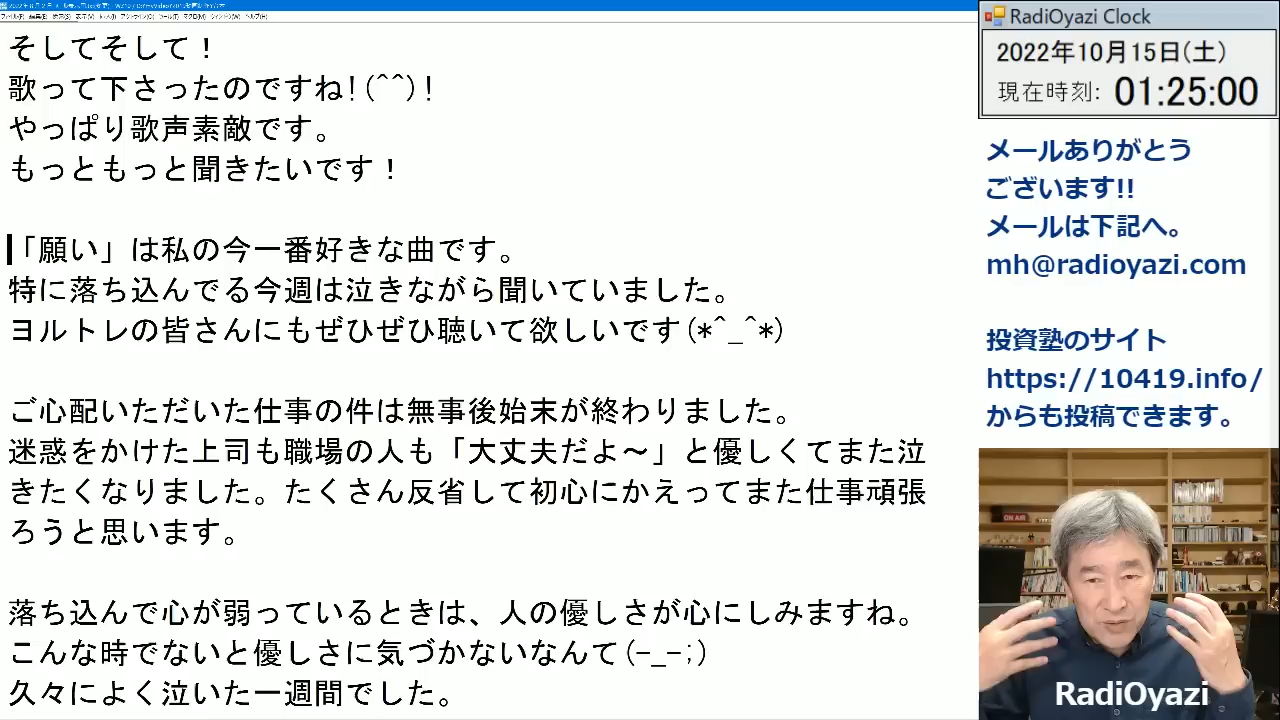 そしてそして！
歌って下さったのですね!(^^)!
やっぱり歌声素敵です。
もっともっと聞きたいです！
「願い」は私の今一番好きな曲です。
特に落ち込んでる今週は泣きながら聞いていました。
ヨルトレの皆さんにもぜひぜひ聴いて欲しいです(*^_^*)
ご心配いただいた仕事の件は無事後始末が終わりました。
迷惑をかけた上司も職場の人も「大丈夫だよ～」と優しくてまた泣
きたくなりました。たくさん反省して初心にかえってまた仕事頑張
ろうと思います。
落ち込んで心が弱っているときは、人の優しさが心にしみますね。
こんな時でないと優しさに気づかないなんて(-_-;)
久々によく泣いた一週間でした。
RadiOyazi Clock
2022年10月15日(土)
現在時刻: 01:25:00
メールありがとう
ございます!!
メールは下記へ。
mh@radioyazi.com
投資塾のサイト
https://10419.info/
からも投稿できます。
ON AIR
RadiOyazi